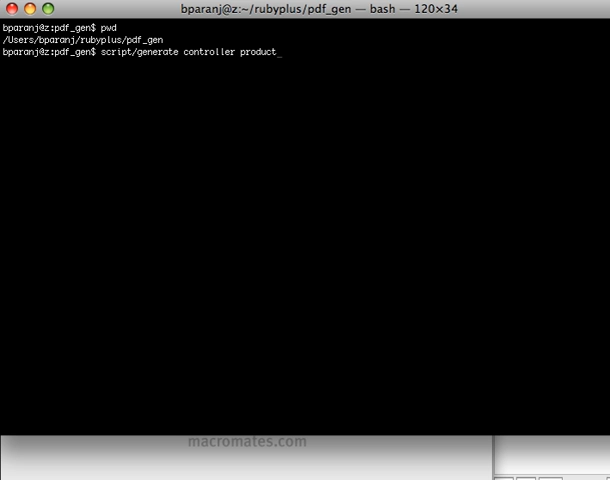 bparanj@z:~/rubyplus/pdf_gen — bash — 120×34
bparanj@z:pdf_gen$ pwd
/Users/bparanj/rubyplus/pdf_gen
bparanj@z:pdf_gen$ script/generate controller product_
macromates.com